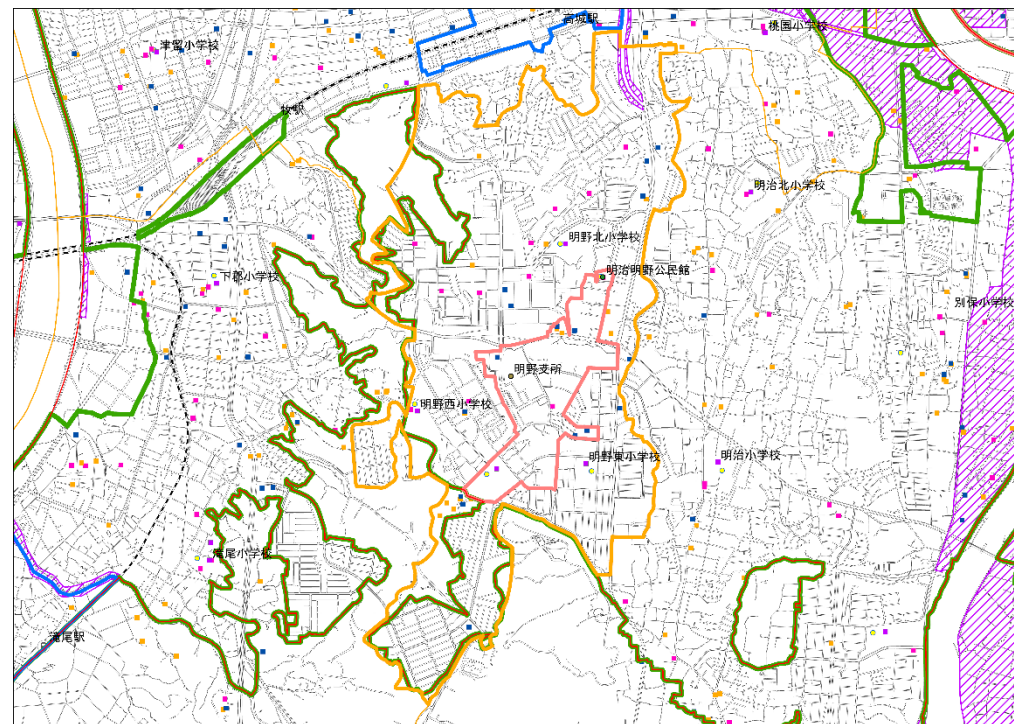 高城駅
桃園小学校
津留小学校
牧駅
明治北小学校
明野北小学校
明治明野公民館
下郡小学校
別保小学校
明野支所
明野西小学校
明野東小学校
明治小学校
滝尾小学校
滝尾駅